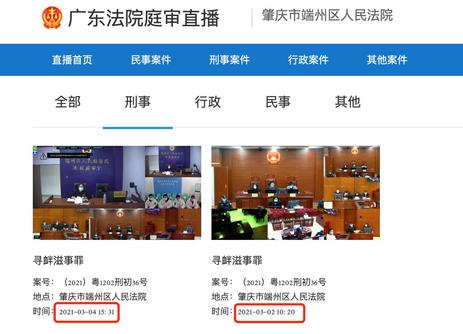 广东法院庭审直播
肇庆市端州区人民法院
直播首页 民事案件 刑事案件 行政案件 其他案件
全部 刑事 行政 民事 其他
寻衅滋事罪
案号：（2021）粤1202刑初36号
地点：肇庆市端州区人民法院
时间：2021-03-04 15: 31
寻衅滋事罪
案号：（2021）粤1202刑初36号
地点：肇庆市端州区人民法院
时间：2021-03-02 10: 20